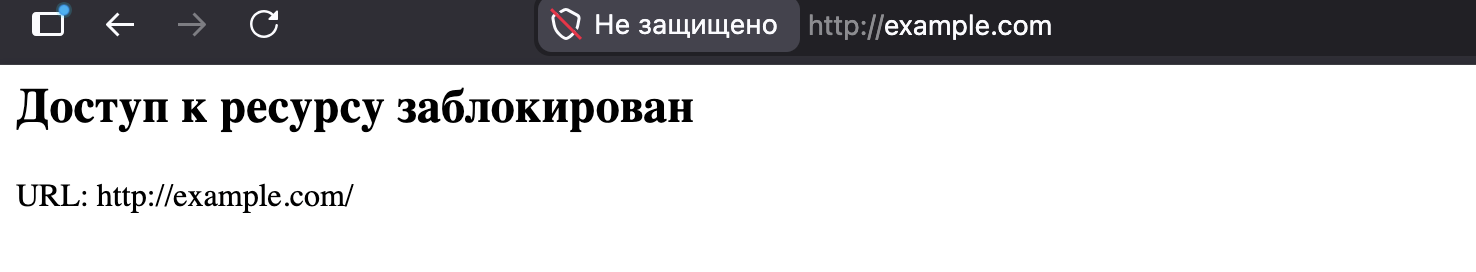 Не защищено http://example.com
Доступ к ресурсу заблокирован
URL: http://example.com/